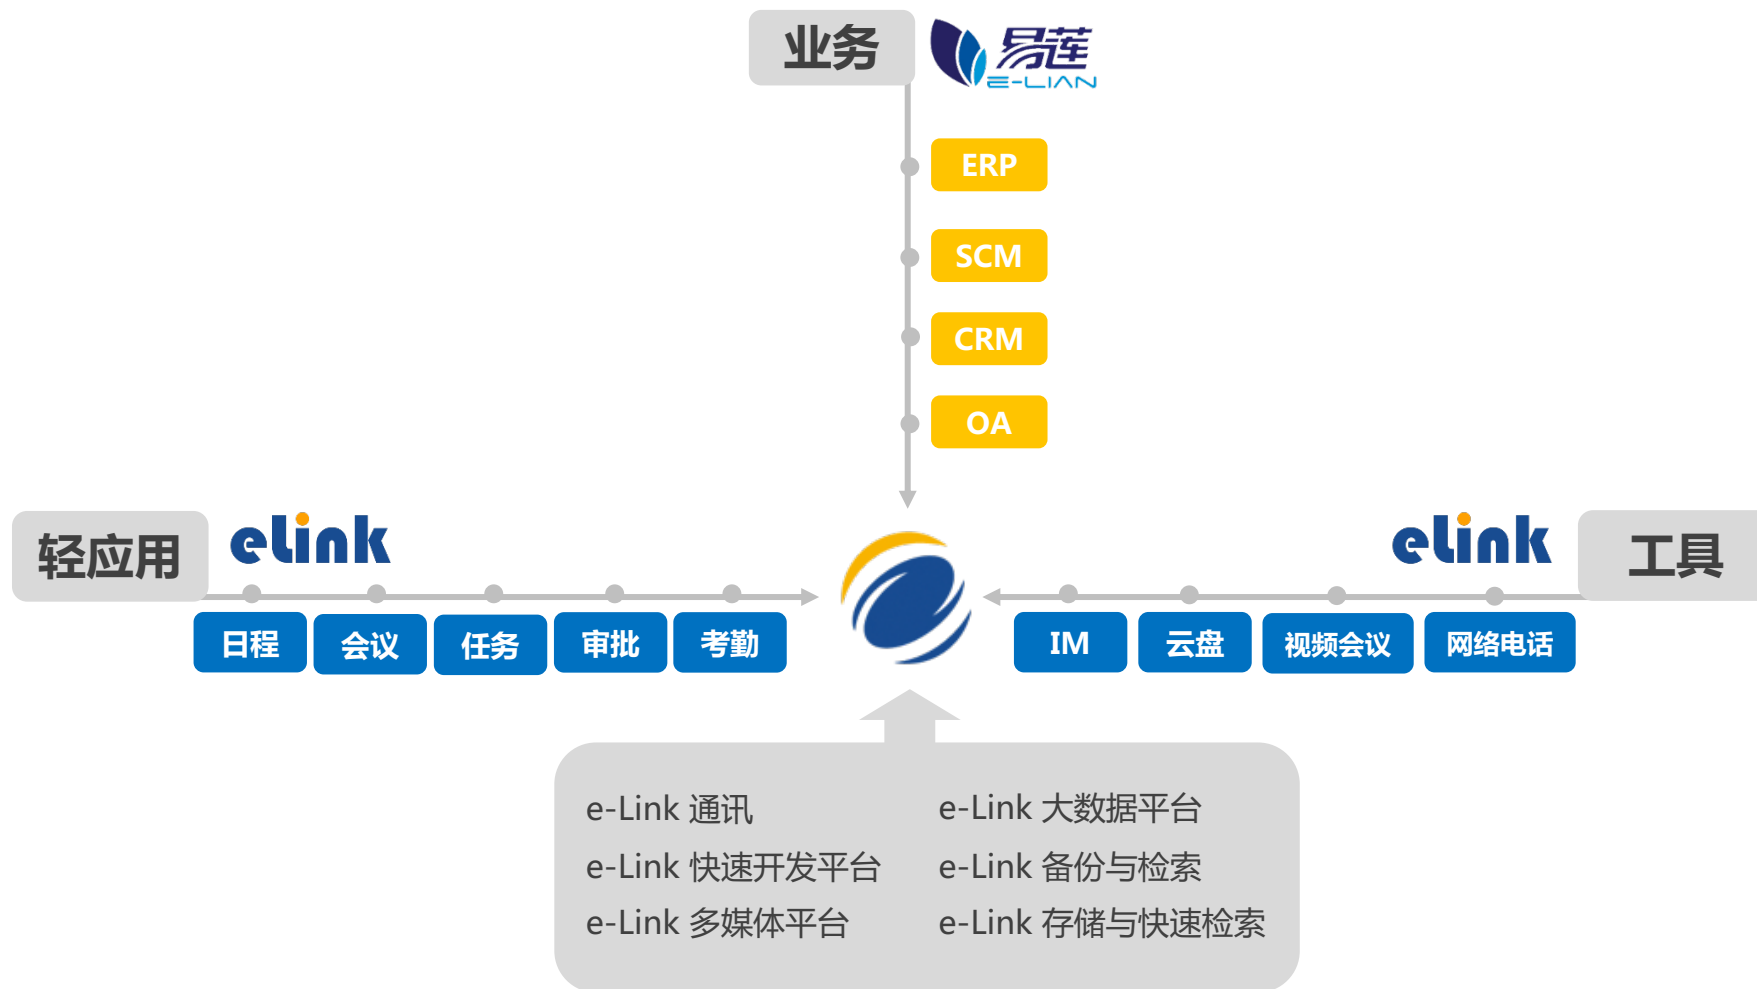 业务
易莲
E-LIAN
ERP
SCM
CRM
OA
轻应用
eLink
日程
会议
任务
审批
考勤
eLink
工具
IM
云盘
视频会议
网络电话
e-Link 通讯
e-Link 快速开发平台
e-Link 多媒体平台
e-Link 大数据平台
e-Link 备份与检索
e-Link 存储与快速检索